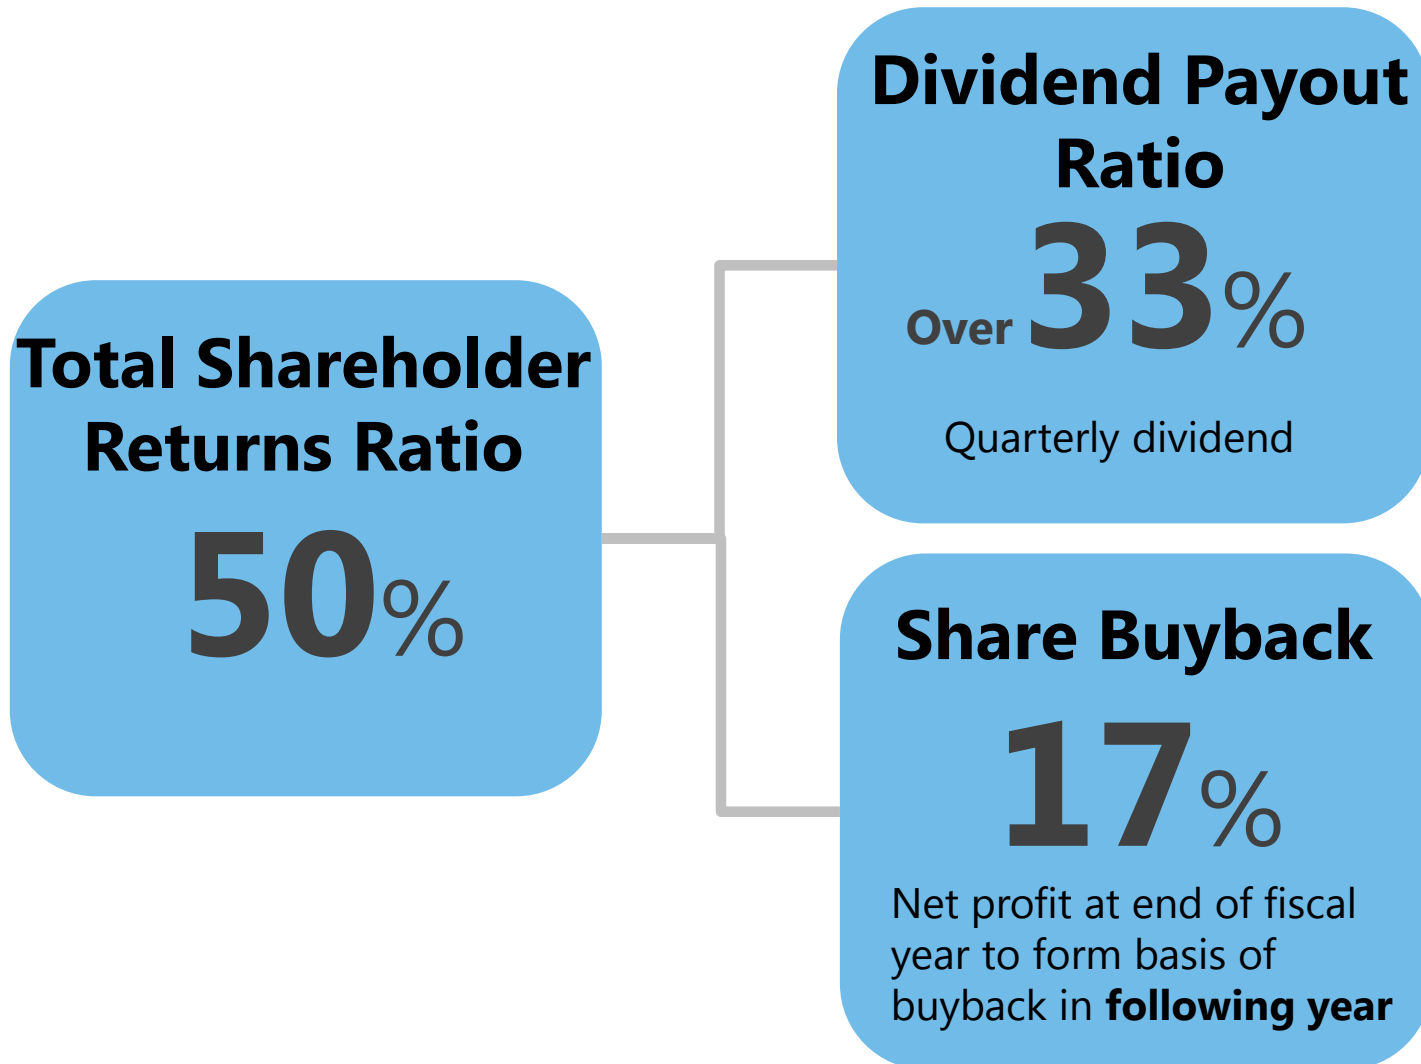 Total Shareholder
Returns Ratio
50%
Dividend Payout
Ratio
Over 33%
Quarterly dividend
Share Buyback
17%
Net profit at end of fiscal
year to form basis of
buyback in following year